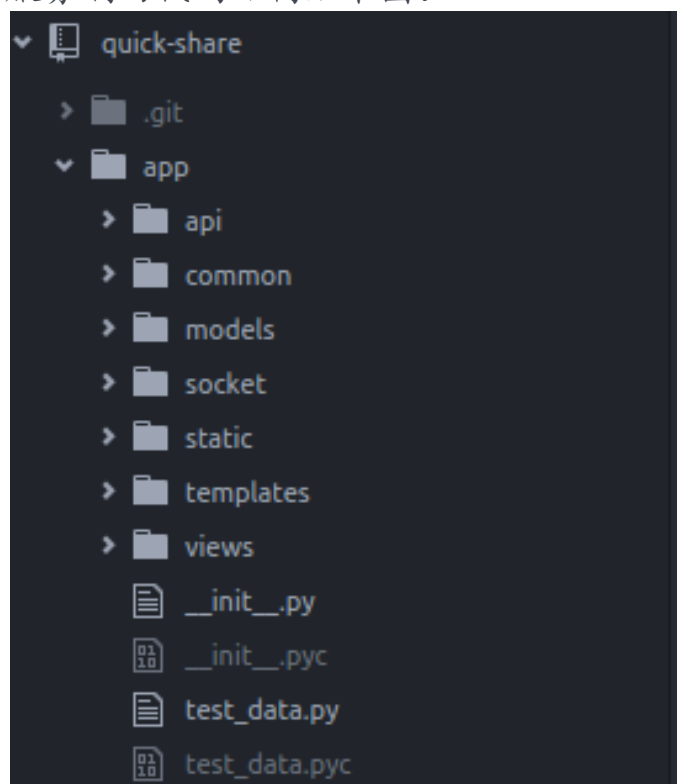 quick-share
.git
app
api
common
models
socket
static
templates
views
__init__.py
__init__.pyc
test_data.py
test_data.pyc